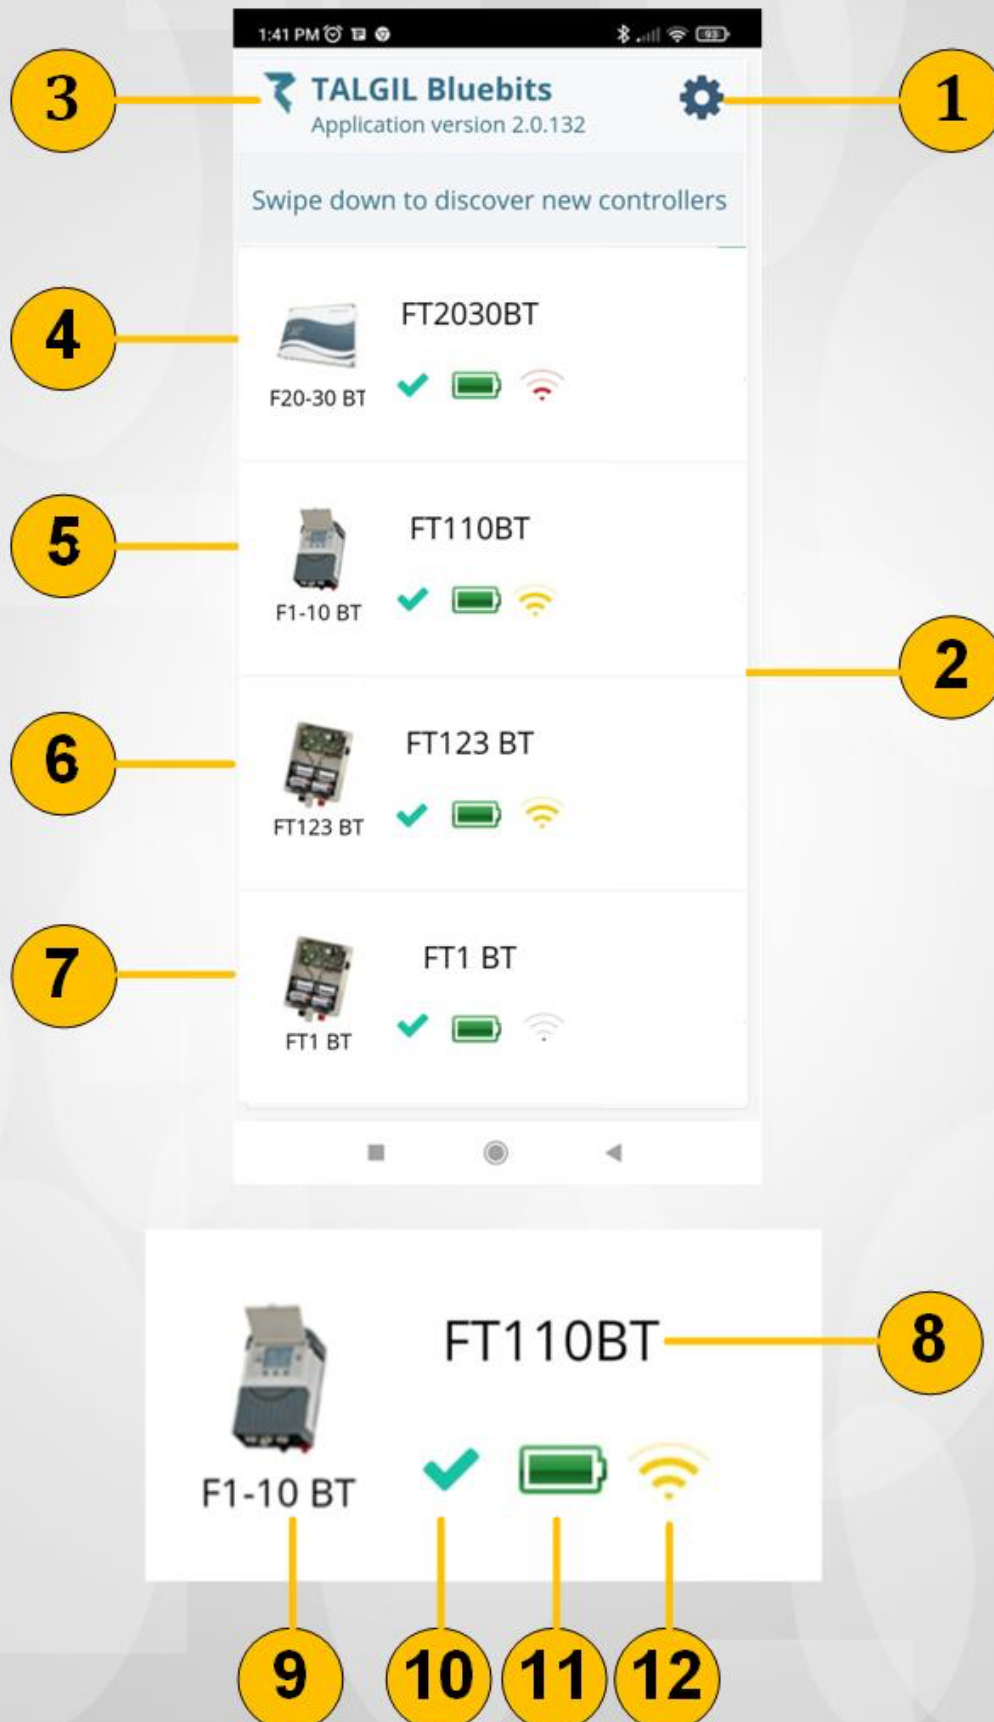 1:41 PM
93
3
TALGIL Bluebits
1
Application version 2.0.132
Swipe down to discover new controllers
4
FT2030BT
F20-30 BT
5
FT110BT
F1-10 BT
2
6
FT123 BT
FT123 BT
7
FT1 BT
FT1 BT
FT110BT
8
F1-10 BT
9
10
11
12